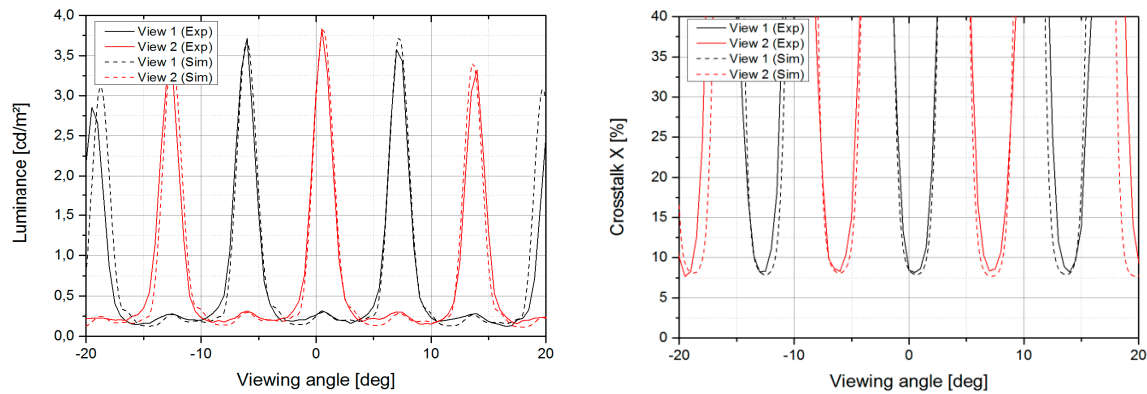 4,0
3,5
3,0
2,5
2,0
1,5
1,0
0,5
0,0
Luminance [cd/m²]
View 1 (Exp)
View 2 (Exp)
View 1 (Sim)
View 2 (Sim)
-20
-10
0
10
20
Viewing angle [deg]
40
35
30
25
20
15
10
5
0
Crosstalk X [%]
View 1 (Exp)
View 2 (Exp)
View 1 (Sim)
View 2 (Sim)
-20
-10
0
10
20
Viewing angle [deg]